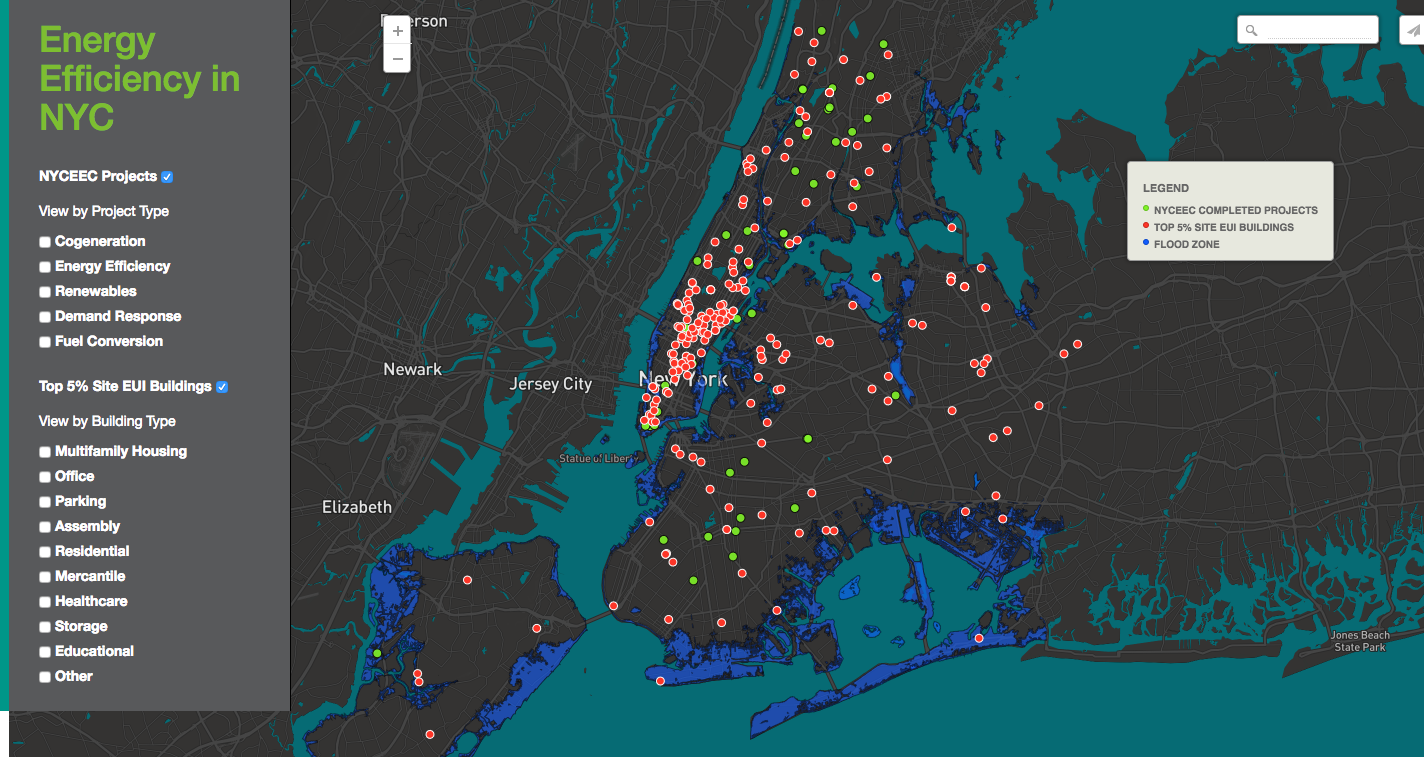 Energy
Efficiency in
NYC
NYCEEC Projects
View by Project Type
Cogeneration
Energy Efficiency
Renewables
Demand Response
Fuel Conversion
Top 5% Site EUI Buildings
View by Building Type
Multifamily Housing
Office
Parking
Assembly
Residential
Mercantile
Healthcare
Storage
Educational
Other
+
−
LEGEND
NYCEEC COMPLETED PROJECTS
TOP 5% SITE EUI BUILDINGS
FLOOD ZONE
Newark
Jersey City
New York
Statue of Liberty
Elizabeth
Jones Beach
State Park